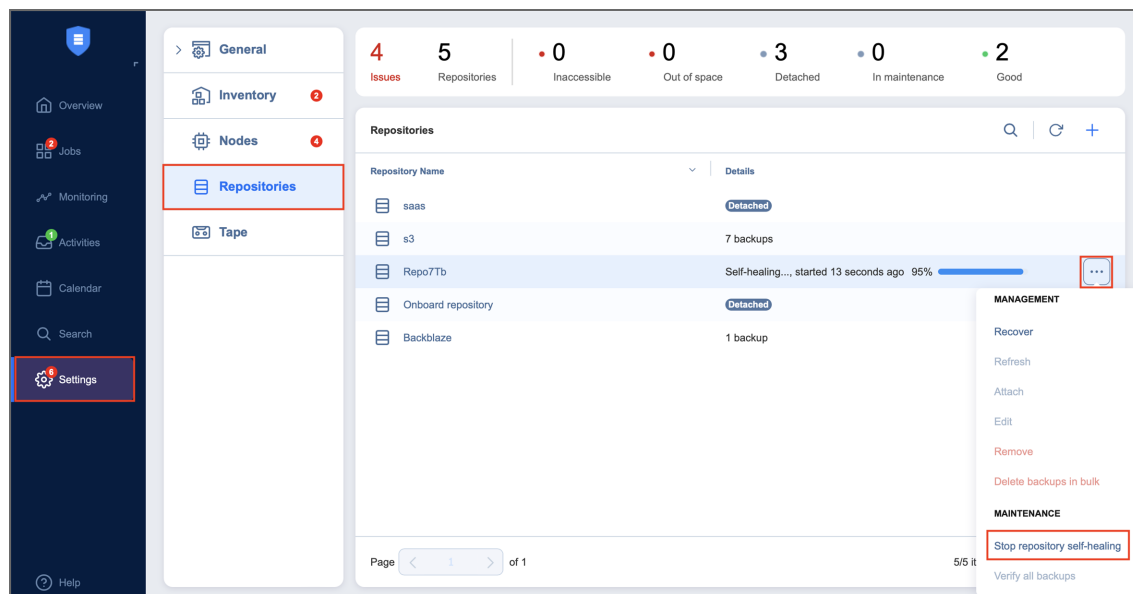 General
4
5
0
0
3
0
2
Issues
Repositories
Inaccessible
Out of space
Detached
In maintenance
Good
Inventory
2
Overview
Repositories
Nodes
4
2
Jobs
Repository Name
Details
Repositories
Monitoring
saas
Detached
Tape
1
Activities
s3
7 backups
Repo7Tb
Self-healing..., started 13 seconds ago 95%
...
Calendar
Onboard repository
Detached
MANAGEMENT
Search
Backblaze
1 backup
Recover
Refresh
6
Settings
Attach
Edit
Remove
Delete backups in bulk
MAINTENANCE
Stop repository self-healing
Page
1
of 1
5/5 it
Verify all backups
Help